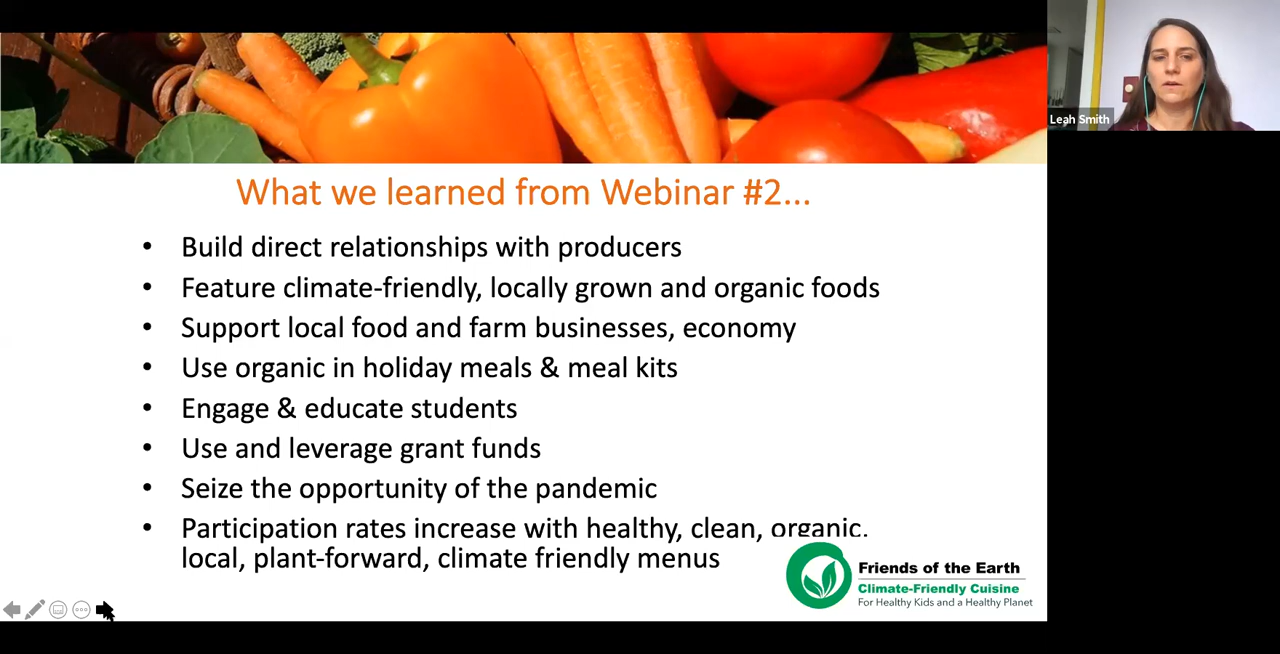 Leah Smith
What we learned from Webinar #2...
• Build direct relationships with producers
• Feature climate-friendly, locally grown and organic foods
• Support local food and farm businesses, economy
• Use organic in holiday meals & meal kits
• Engage & educate students
• Use and leverage grant funds
• Seize the opportunity of the pandemic
• Participation rates increase with healthy, clean, organic,
local, plant-forward, climate friendly menus
Friends of the Earth
Climate-Friendly Cuisine
For Healthy Kids and a Healthy Planet